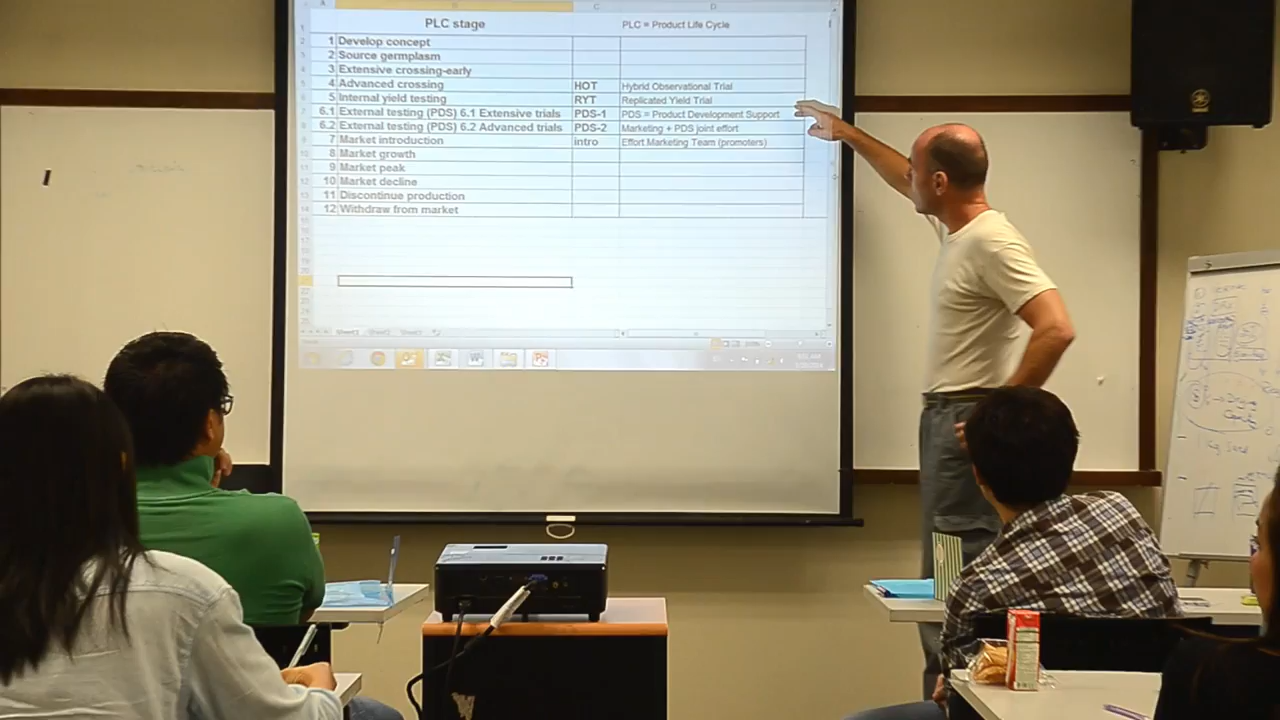 PLC stage PLC = Product Life Cycle
1 Develop concept
2 Source germplasm
3 Extensive crossing-early
4 Advanced crossing HOT Hybrid Observational Trial
5 Internal yield testing RYT Replicated Yield Trial
6.1 External testing (PDS) 6.1 Extensive trials PDS-1 PDS = Product Development Support
6.2 External testing (PDS) 6.2 Advanced trials PDS-2 Marketing + PDS joint effort
7 Market introduction intro Effort Marketing Team (promoters)
8 Market growth
9 Market peak
10 Market decline
11 Discontinue production
12 Withdraw from market
Sheet1 Sheet2 Sheet3